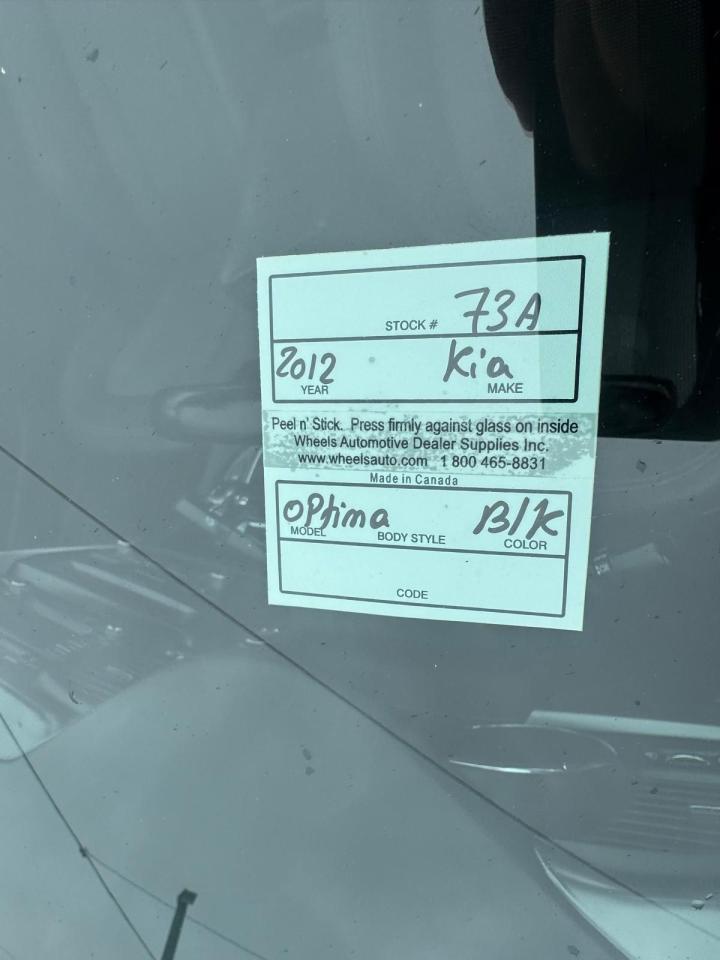 STOCK # 73A
2012 Kia
YEAR MAKE
Peel n' Stick. Press firmly against glass on inside
Wheels Automotive Dealer Supplies Inc.
www.wheelsauto.com 1 800 465-8831
Made in Canada
OPtima Blk
MODEL BODY STYLE COLOR
CODE